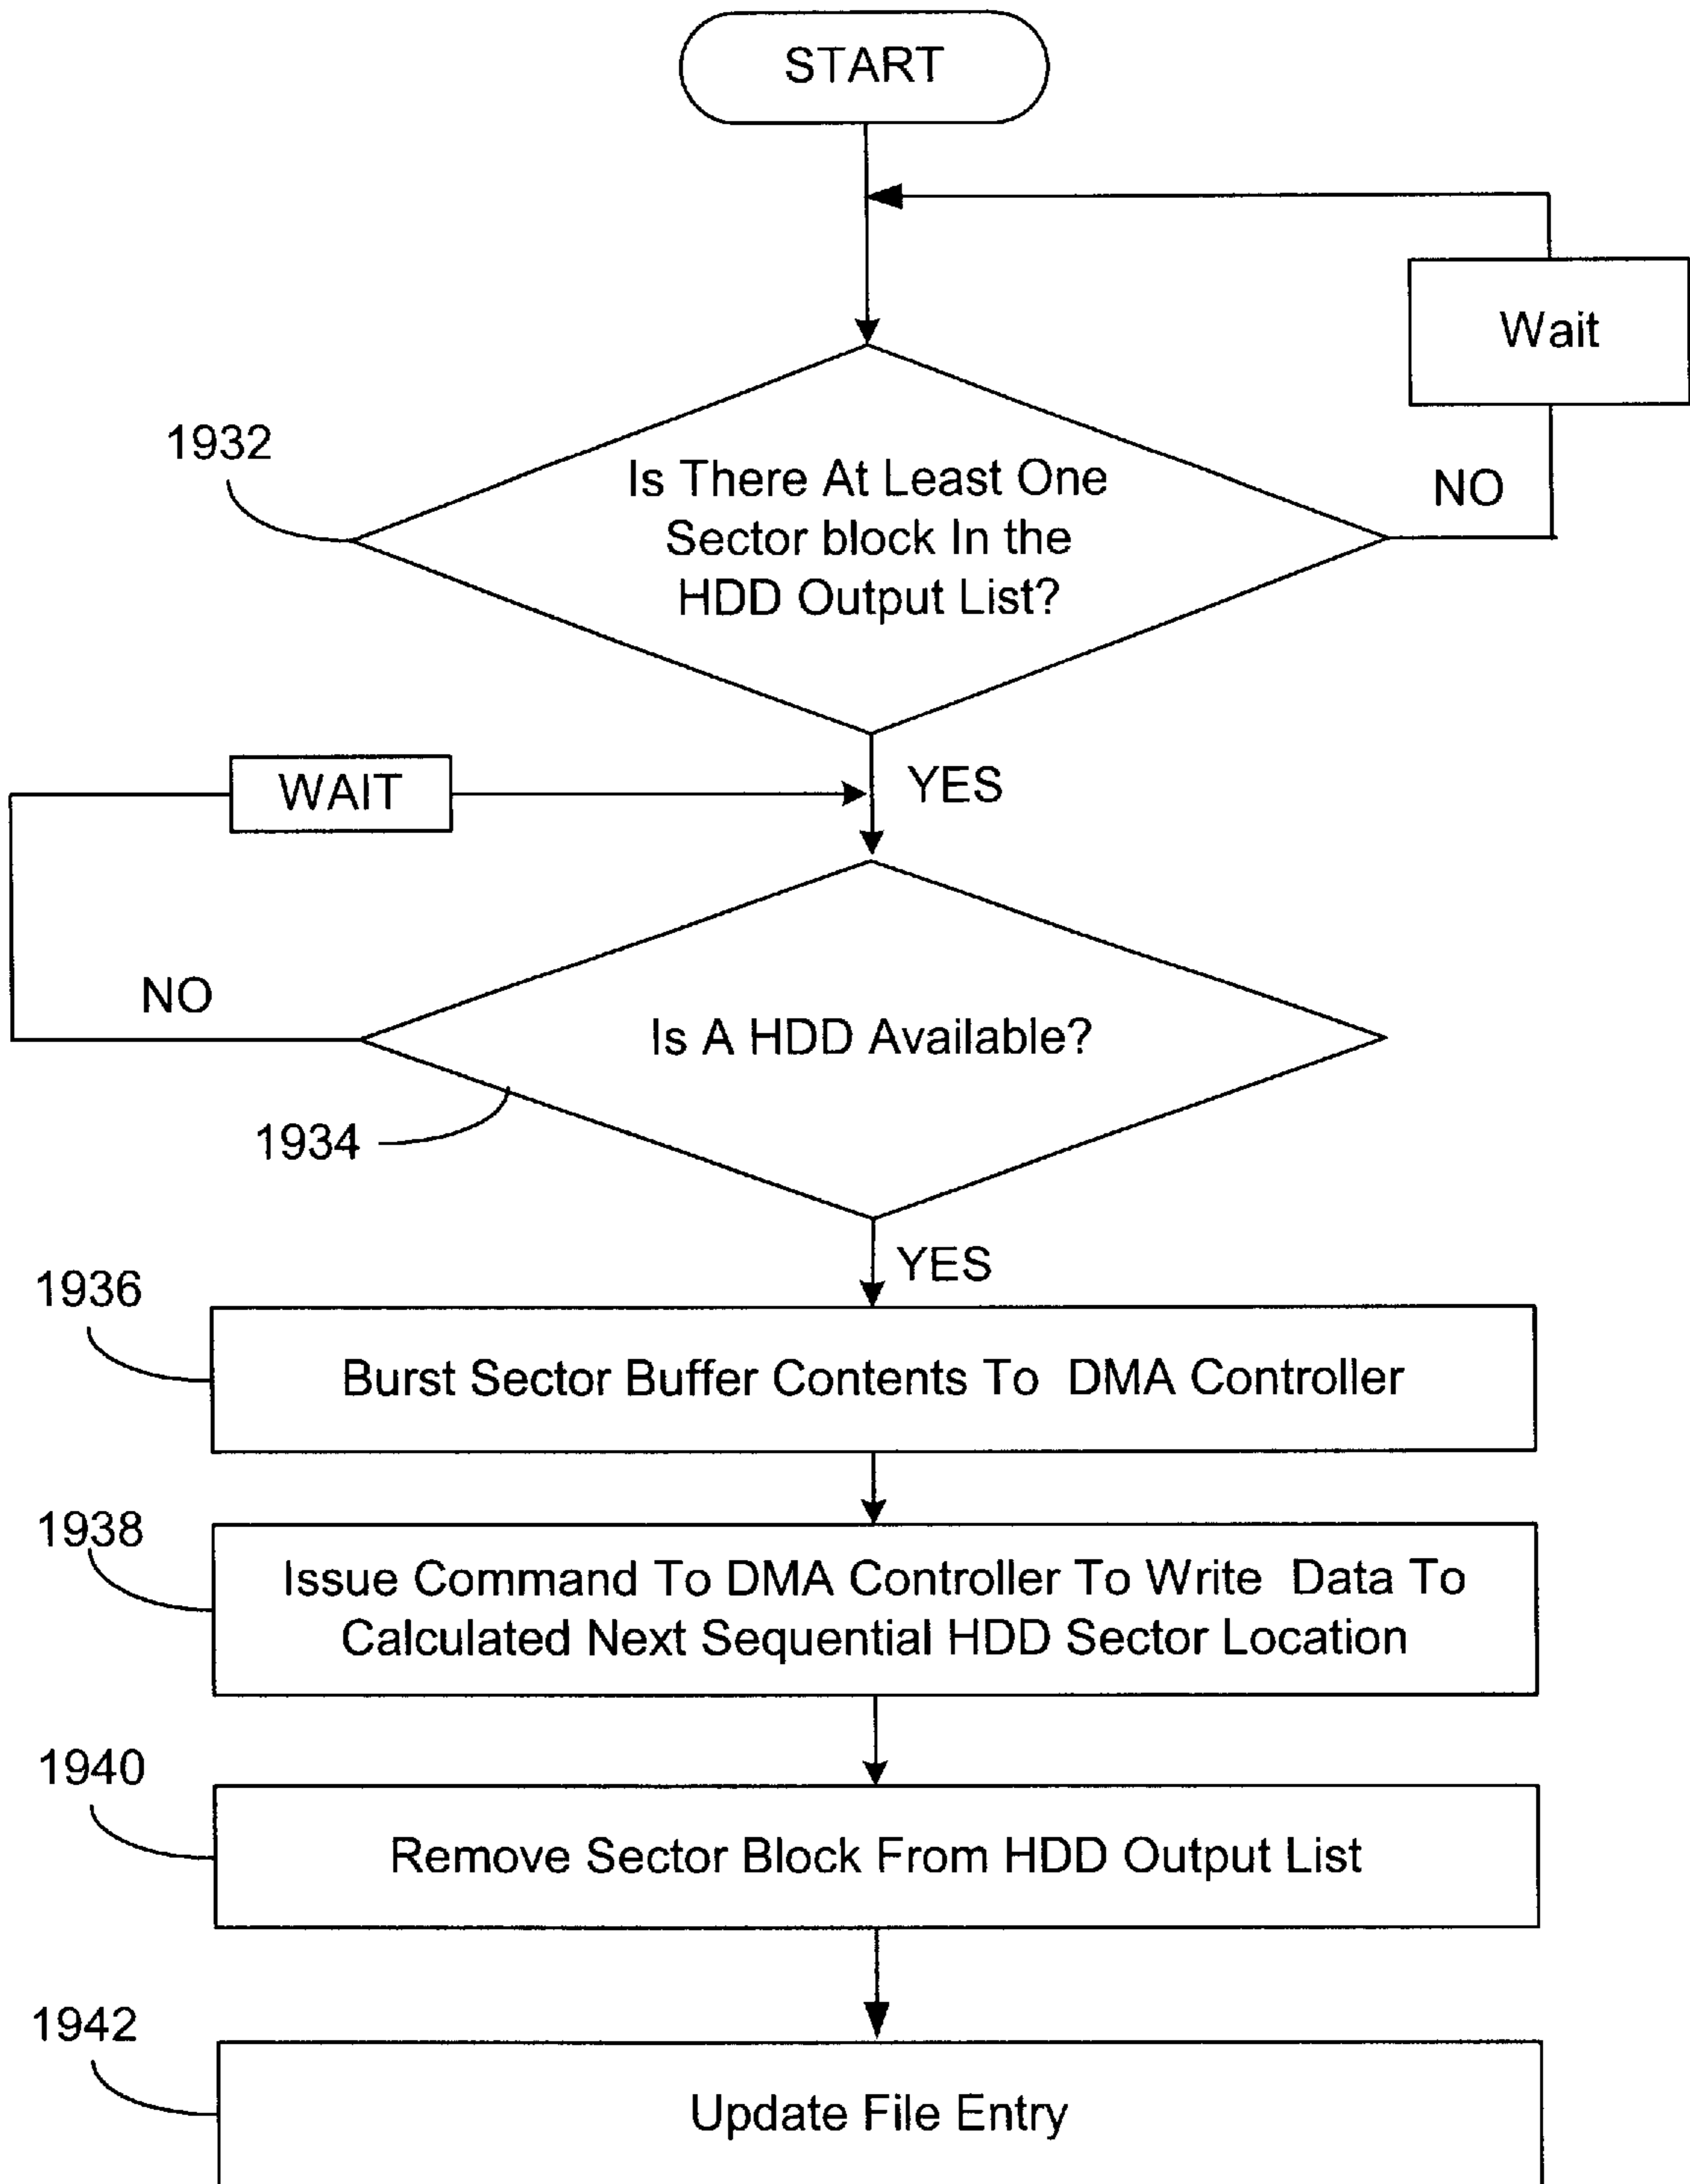 START
Wait
1932
Is There At Least One
Sector block In the
HDD Output List?
NO
WAIT
YES
NO
Is A HDD Available?
1934
YES
1936
Burst Sector Buffer Contents To DMA Controller
1938
Issue Command To DMA Controller To Write Data To
Calculated Next Sequential HDD Sector Location
1940
Remove Sector Block From HDD Output List
1942
Update File Entry